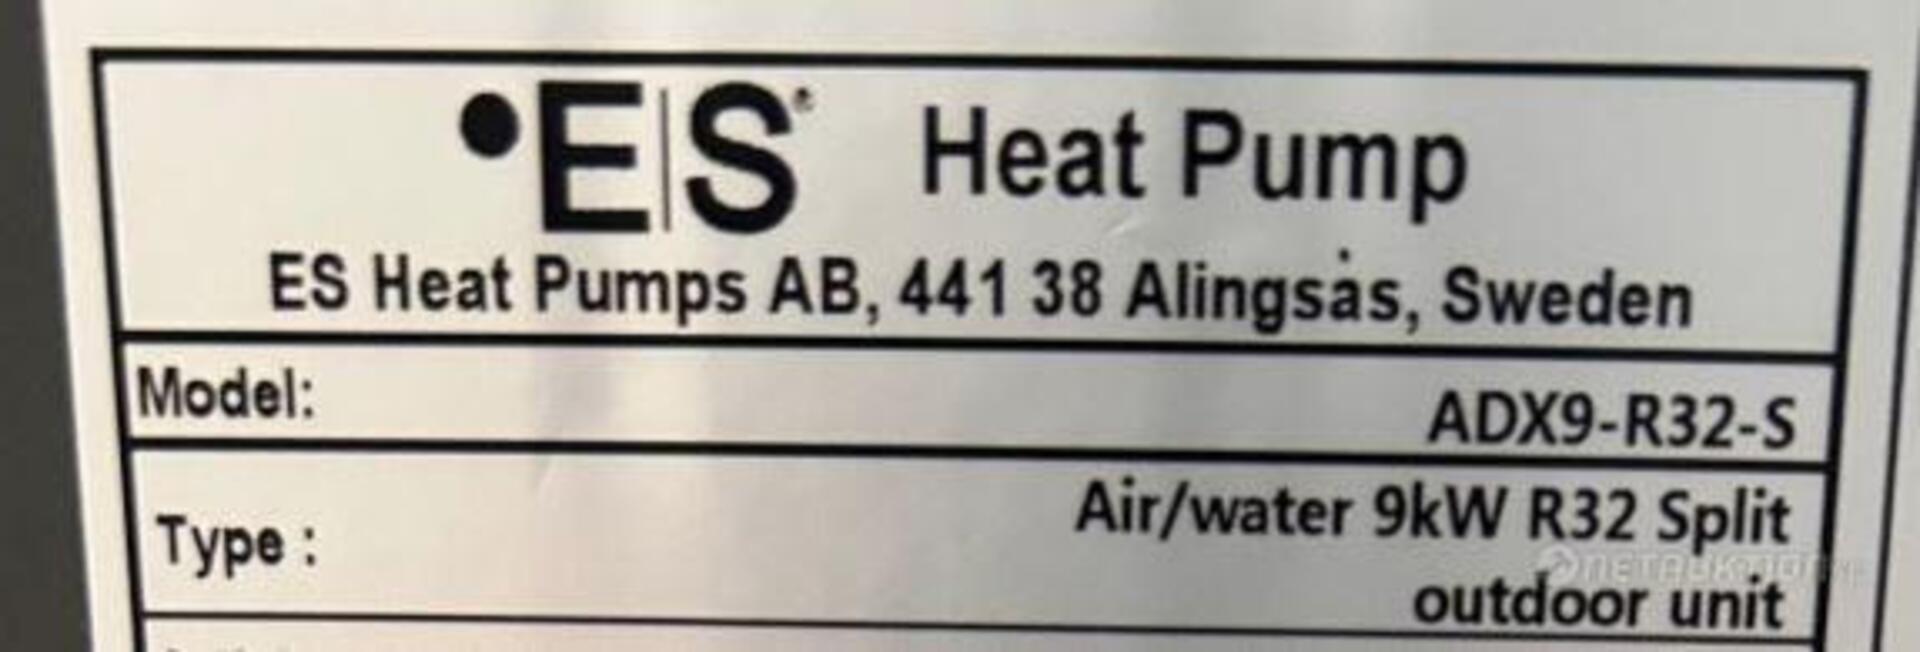 •E|S® Heat Pump
ES Heat Pumps AB, 441 38 Alingsås, Sweden
Model: ADX9-R32-S
Type : Air/water 9kW R32 Split
outdoor unit
NETAUKTION